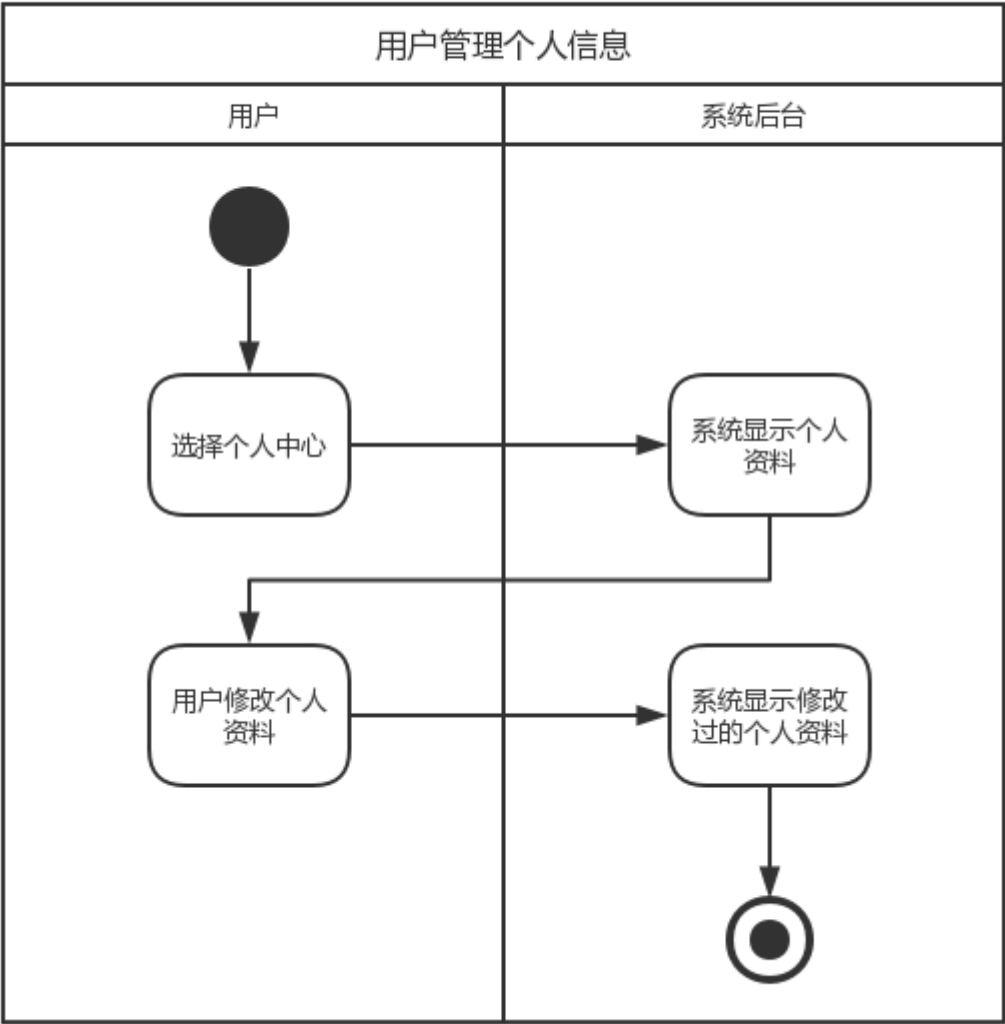 用户管理个人信息
用户
系统后台
选择个人中心
系统显示个人
资料
用户修改个人
资料
系统显示修改
过的个人资料